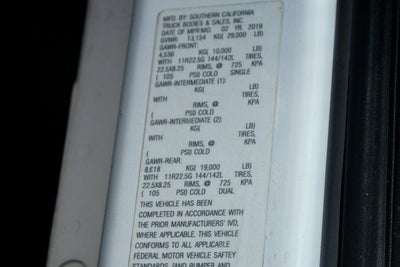 MFD. BY: SOUTHERN CALIFORNIA
TRUCK BODIES & SALES, INC.
DATE OF MFR:MO. 02 YR. 2019
GVWR: 13,154 KG( 29,000 LB)
GAWR-FRONT:
4,536 KG( 10,000 LB)
WITH 11R22.5G 144/142L TIRES,
22.5X8.25 RIMS, @ 725 KPA
( 105 PSI) COLD SINGLE
GAWR-INTERMEDIATE (1):
KG( LB)
WITH TIRES,
RIMS, @ KPA
( PSI) COLD
GAWR-INTERMEDIATE (2):
KG( LB)
WITH TIRES,
RIMS, @ KPA
( PSI) COLD
GAWR-REAR:
8,618 KG( 19,000 LB)
WITH 11R22.5G 144/142L TIRES,
22.5X8.25 RIMS, @ 725 KPA
( 105 PSI) COLD DUAL
THIS VEHICLE HAS BEEN
COMPLETED IN ACCORDANCE WITH
THE PRIOR MANUFACTURERS' IVD,
WHERE APPLICABLE. THIS VEHICLE
CONFORMS TO ALL APPLICABLE
FEDERAL MOTOR VEHICLE SAFTEY
STANDARDS, [AND BUMPER AND